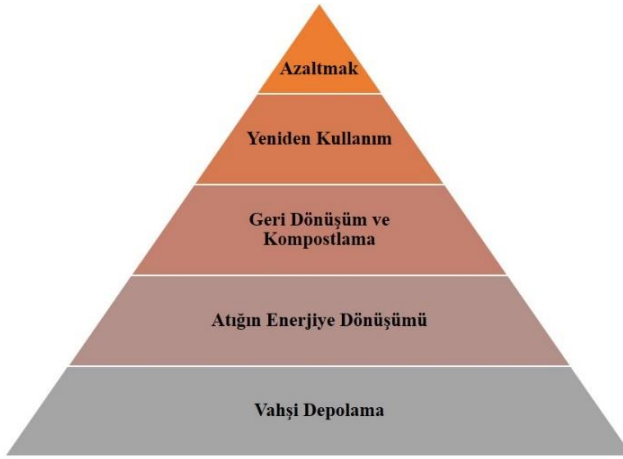 Azaltmak
Yeniden Kullanım
Geri Dönüşüm ve
Kompostlama
Atığın Enerjiye Dönüşümü
Vahşi Depolama